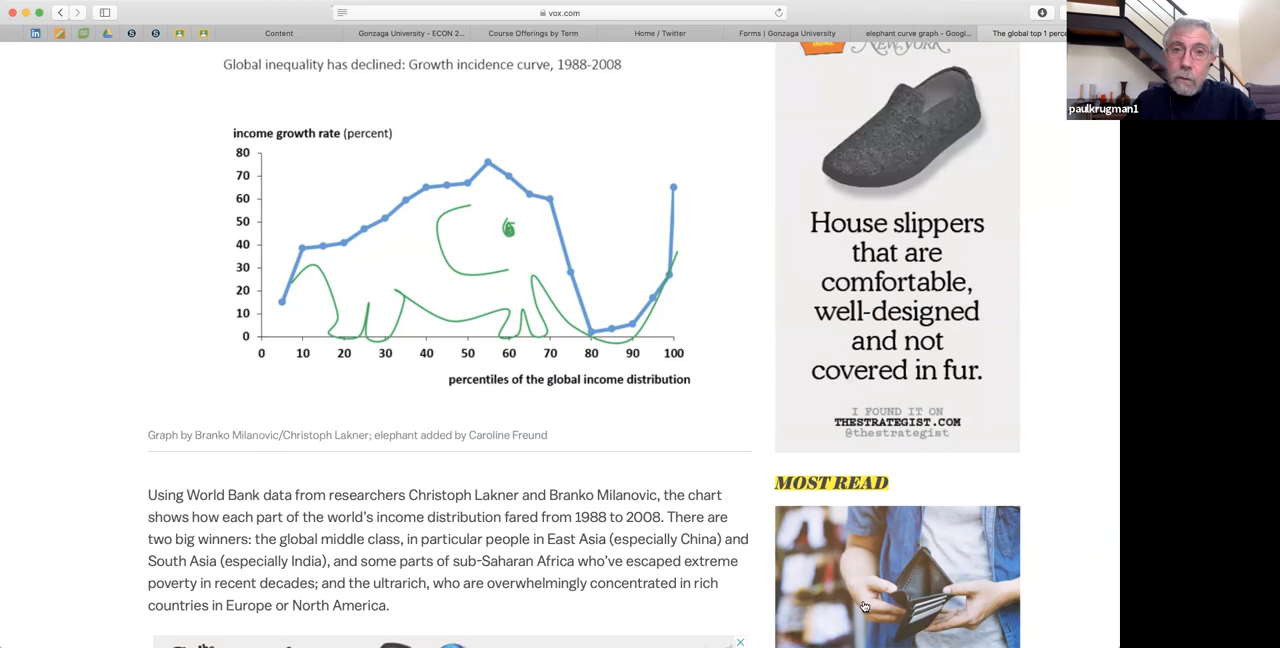 vox.com
Content
Gonzaga University - ECON 2...
Course Offerings by Term
Home / Twitter
Forms | Gonzaga University
elephant curve graph - Googl...
The global top 1 perce
paulkrugman1
Global inequality has declined: Growth incidence curve, 1988-2008
income growth rate (percent)
80
70
60
50
40
30
20
10
0
0 10 20 30 40 50 60 70 80 90 100
percentiles of the global income distribution
Graph by Branko Milanovic/Christoph Lakner; elephant added by Caroline Freund
Using World Bank data from researchers Christoph Lakner and Branko Milanovic, the chart
shows how each part of the world's income distribution fared from 1988 to 2008. There are
two big winners: the global middle class, in particular people in East Asia (especially China) and
South Asia (especially India), and some parts of sub-Saharan Africa who've escaped extreme
poverty in recent decades; and the ultrarich, who are overwhelmingly concentrated in rich
countries in Europe or North America.
NEW YORK
House slippers
that are
comfortable,
well-designed
and not
covered in fur.
I FOUND IT ON
THESTRATEGIST.COM
@thestrategist
MOST READ